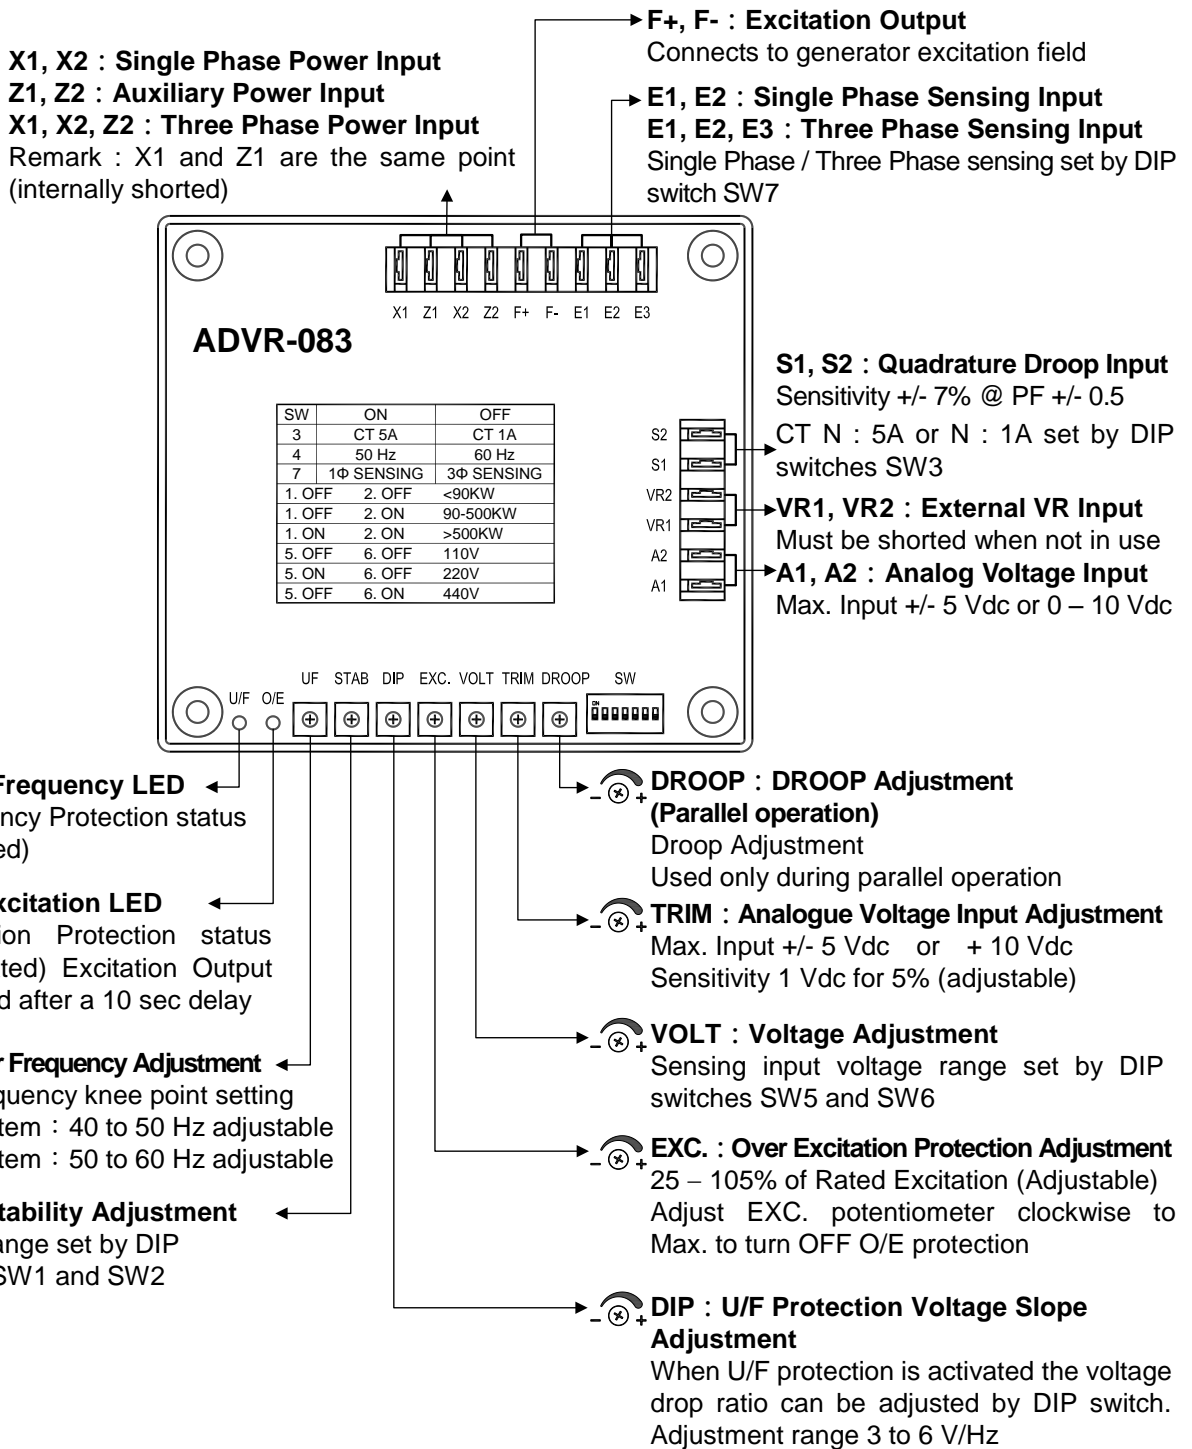 F+, F- : Excitation Output
Connects to generator excitation field
X1, X2 : Single Phase Power Input
Z1, Z2 : Auxiliary Power Input
X1, X2, Z2 : Three Phase Power Input
Remark : X1 and Z1 are the same point
(internally shorted)
E1, E2 : Single Phase Sensing Input
E1, E2, E3 : Three Phase Sensing Input
Single Phase / Three Phase sensing set by DIP
switch SW7
X1 Z1 X2 Z2 F+ F- E1 E2 E3
ADVR-083
SW ON OFF
3 CT 5A CT 1A
4 50 Hz 60 Hz
7 1Φ SENSING 3Φ SENSING
1. OFF 2. OFF <90KW
1. OFF 2. ON 90-500KW
1. ON 2. ON >500KW
5. OFF 6. OFF 110V
5. ON 6. OFF 220V
5. OFF 6. ON 440V
S2
S1
VR2
VR1
A2
A1
S1, S2 : Quadrature Droop Input
Sensitivity +/- 7% @ PF +/- 0.5
CT N : 5A or N : 1A set by DIP
switches SW3
VR1, VR2 : External VR Input
Must be shorted when not in use
A1, A2 : Analog Voltage Input
Max. Input +/- 5 Vdc or 0 – 10 Vdc
U/F O/E UF STAB DIP EXC. VOLT TRIM DROOP SW
ON
Frequency LED
ncy Protection status
ed)
xcitation LED
ion Protection status
ted) Excitation Output
d after a 10 sec delay
r Frequency Adjustment
quency knee point setting
tem : 40 to 50 Hz adjustable
tem : 50 to 60 Hz adjustable
tability Adjustment
ange set by DIP
SW1 and SW2
- + DROOP : DROOP Adjustment
(Parallel operation)
Droop Adjustment
Used only during parallel operation
- + TRIM : Analogue Voltage Input Adjustment
Max. Input +/- 5 Vdc or + 10 Vdc
Sensitivity 1 Vdc for 5% (adjustable)
- + VOLT : Voltage Adjustment
Sensing input voltage range set by DIP
switches SW5 and SW6
- + EXC. : Over Excitation Protection Adjustment
25 – 105% of Rated Excitation (Adjustable)
Adjust EXC. potentiometer clockwise to
Max. to turn OFF O/E protection
- + DIP : U/F Protection Voltage Slope
Adjustment
When U/F protection is activated the voltage
drop ratio can be adjusted by DIP switch.
Adjustment range 3 to 6 V/Hz